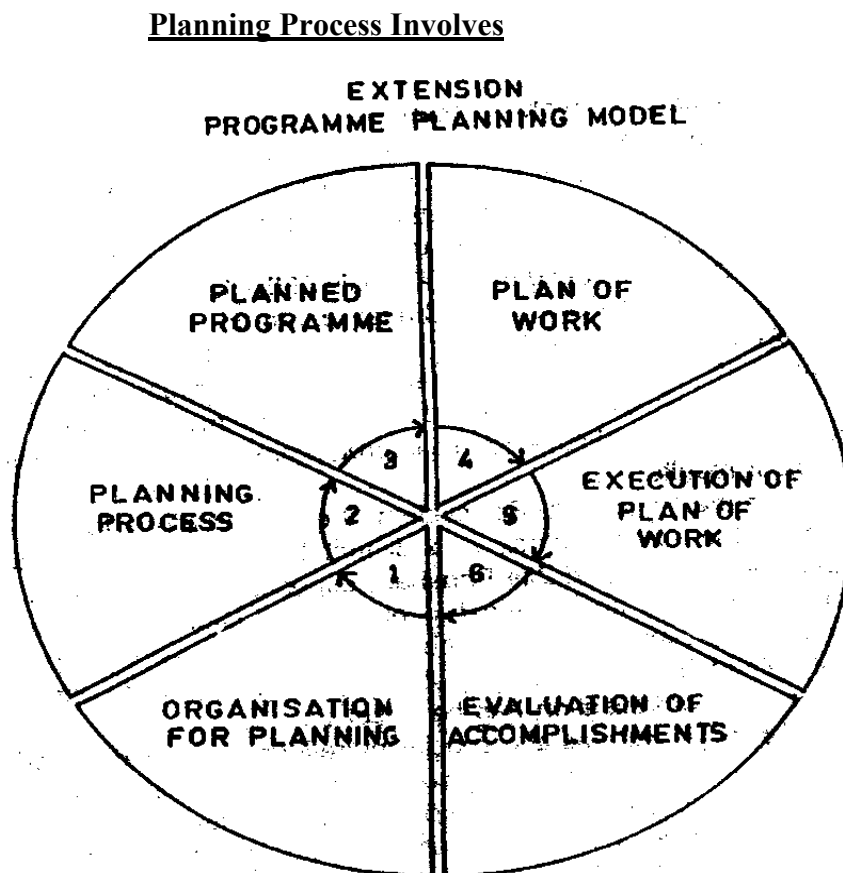 Planning Process Involves
EXTENSION
PROGRAMME PLANNING MODEL
PLANNED
PROGRAMME
PLAN OF
WORK
PLANNING
PROCESS
EXECUTION OF
PLAN OF
WORK
3
4
2
5
1
6
ORGANISATION
FOR PLANNING
EVALUATION OF
ACCOMPLISHMENTS